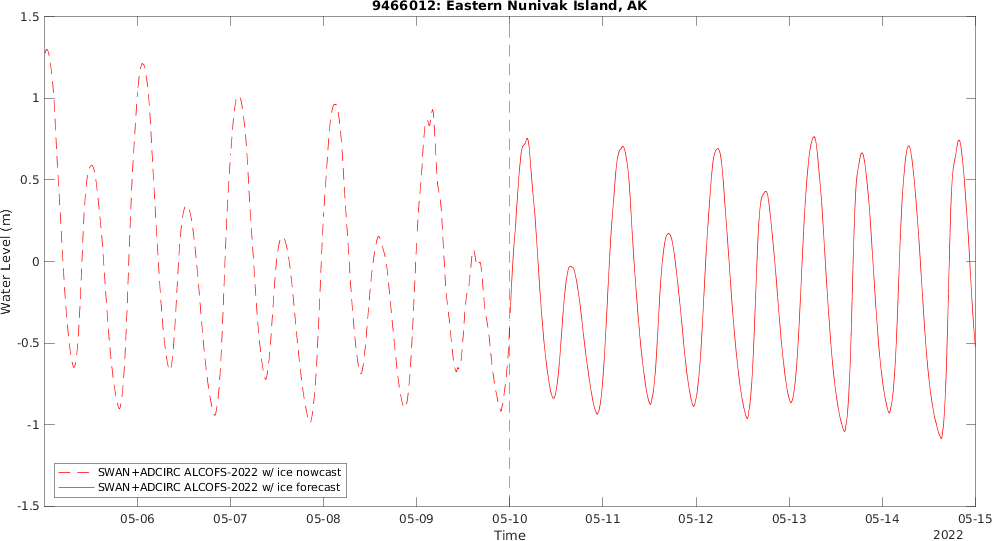 9466012: Eastern Nunivak Island, AK
1.5
1
0.5
0
-0.5
-1
-1.5
Water Level (m)
SWAN+ADCIRC ALCOFS-2022 w/ ice nowcast
SWAN+ADCIRC ALCOFS-2022 w/ ice forecast
05-06 05-07 05-08 05-09 05-10 05-11 05-12 05-13 05-14 05-15
Time
2022